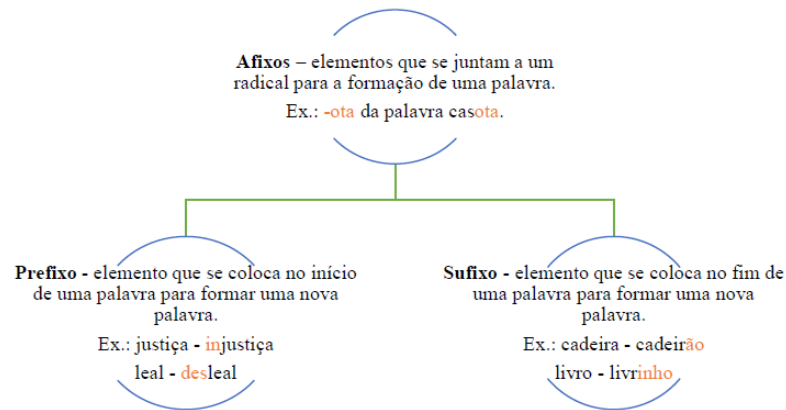 Afixos – elementos que se juntam a um
radical para a formação de uma palavra.
Ex.: -ota da palavra casota.
Prefixo - elemento que se coloca no início
de uma palavra para formar uma nova
palavra.
Ex.: justiça - injustiça
leal - desleal
Sufixo - elemento que se coloca no fim de
uma palavra para formar uma nova
palavra.
Ex.: cadeira - cadeirão
livro - livrinho